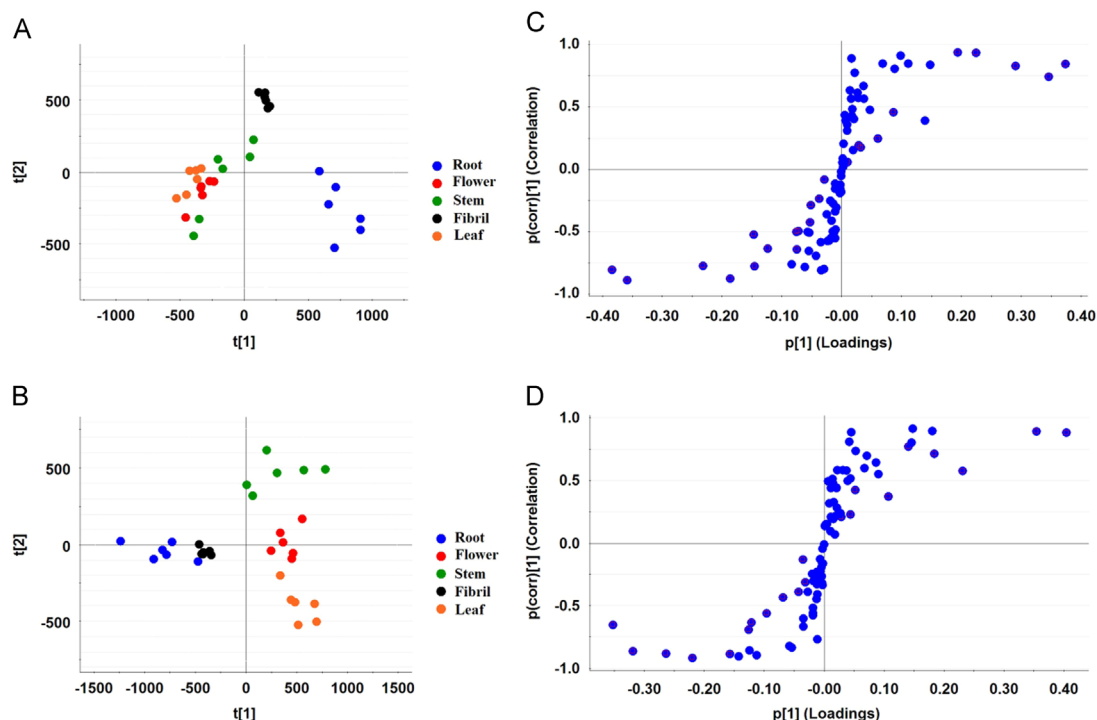 A
t[2]
500
0
-500
-1000
-500
0
500
1000
t[1]
Root
Flower
Stem
Fibril
Leaf
C
p(corr)[1] (Correlation)
1.0
0.5
0.0
-0.5
-1.0
-0.40
-0.30
-0.20
-0.10
-0.00
0.10
0.20
0.30
0.40
p[1] (Loadings)
B
t[2]
500
0
-500
-1500
-1000
-500
0
500
1000
1500
t[1]
Root
Flower
Stem
Fibril
Leaf
D
p(corr)[1] (Correlation)
1.0
0.5
0.0
-0.5
-1.0
-0.30
-0.20
-0.10
-0.00
0.10
0.20
0.30
0.40
p[1] (Loadings)